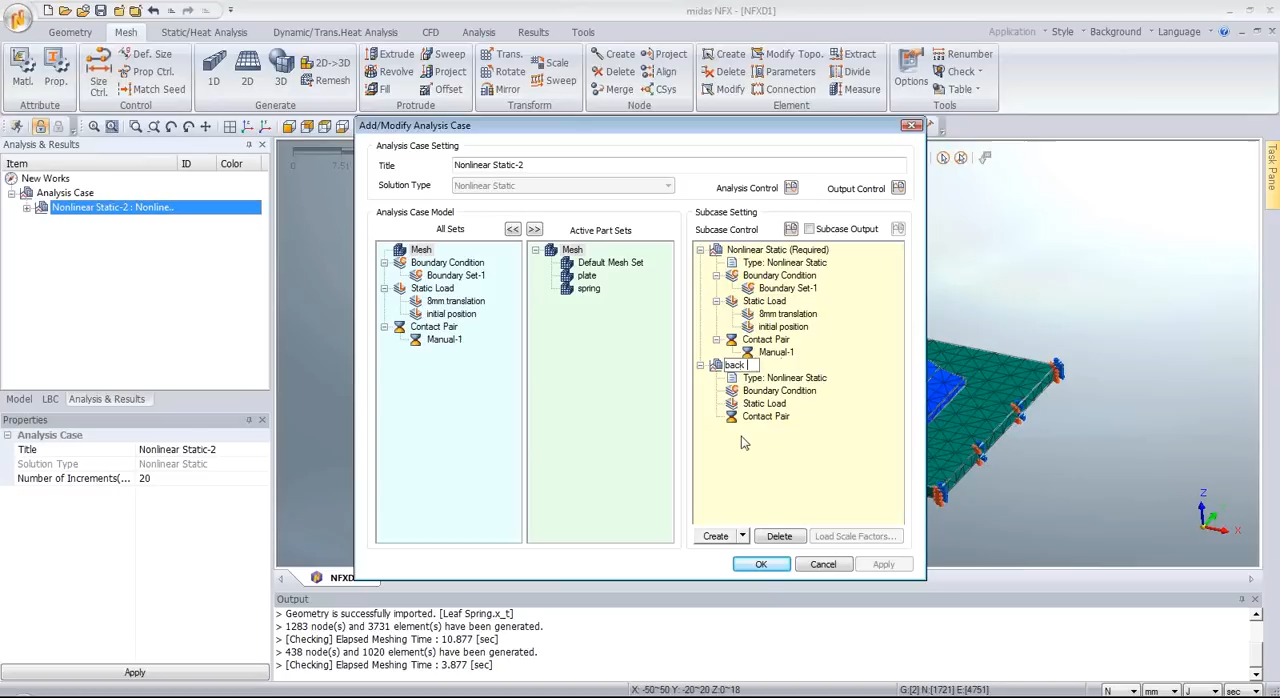 midas NFX - [NFXD1]
Geometry Mesh Static/Heat Analysis Dynamic/Trans.Heat Analysis CFD Analysis Results Tools Application Style Background Language
Matl. Prop. Size Ctrl. Def. Size Prop Ctrl. Match Seed 1D 2D 3D 2D->3D Remesh
Extrude Revolve Fill Sweep Project Offset Trans. Rotate Mirror Scale Sweep
Create Delete Merge Project Align CSys Create Delete Modify Modify Topo. Parameters Connection Extract Divide Measure Options Renumber Check Table
Attribute Control Generate Protrude Transform Node Element Tools
Analysis & Results
Item ID Color
New Works
Analysis Case
Nonlinear Static-2 : Nonline..
Model LBC Analysis & Results
Properties
Analysis Case
Title Nonlinear Static-2
Solution Type Nonlinear Static
Number of Increments(... 20
Apply
Add/Modify Analysis Case
Analysis Case Setting
Title Nonlinear Static-2
Solution Type Nonlinear Static Analysis Control Output Control
Analysis Case Model
All Sets << >> Active Part Sets
Mesh
Boundary Condition
Boundary Set-1
Static Load
8mm translation
initial position
Contact Pair
Manual-1
Mesh
Default Mesh Set
plate
spring
Subcase Setting
Subcase Control Subcase Output
Nonlinear Static (Required)
Type: Nonlinear Static
Boundary Condition
Boundary Set-1
Static Load
8mm translation
initial position
Contact Pair
Manual-1
back
Type: Nonlinear Static
Boundary Condition
Static Load
Contact Pair
Create Delete Load Scale Factors...
OK Cancel Apply
Task Pane
Z
Y
X
NFXD
Output
> Geometry is successfully imported. [Leaf Spring.x_t]
> 1283 node(s) and 3731 element(s) have been generated.
> [Checking] Elapsed Meshing Time : 10.877 [sec]
> 438 node(s) and 1020 element(s) have been generated.
> [Checking] Elapsed Meshing Time : 3.877 [sec]
X: -50~50 Y: -20~20 Z:0~18 G:[2] N:[1721] E:[4751] N mm J sec